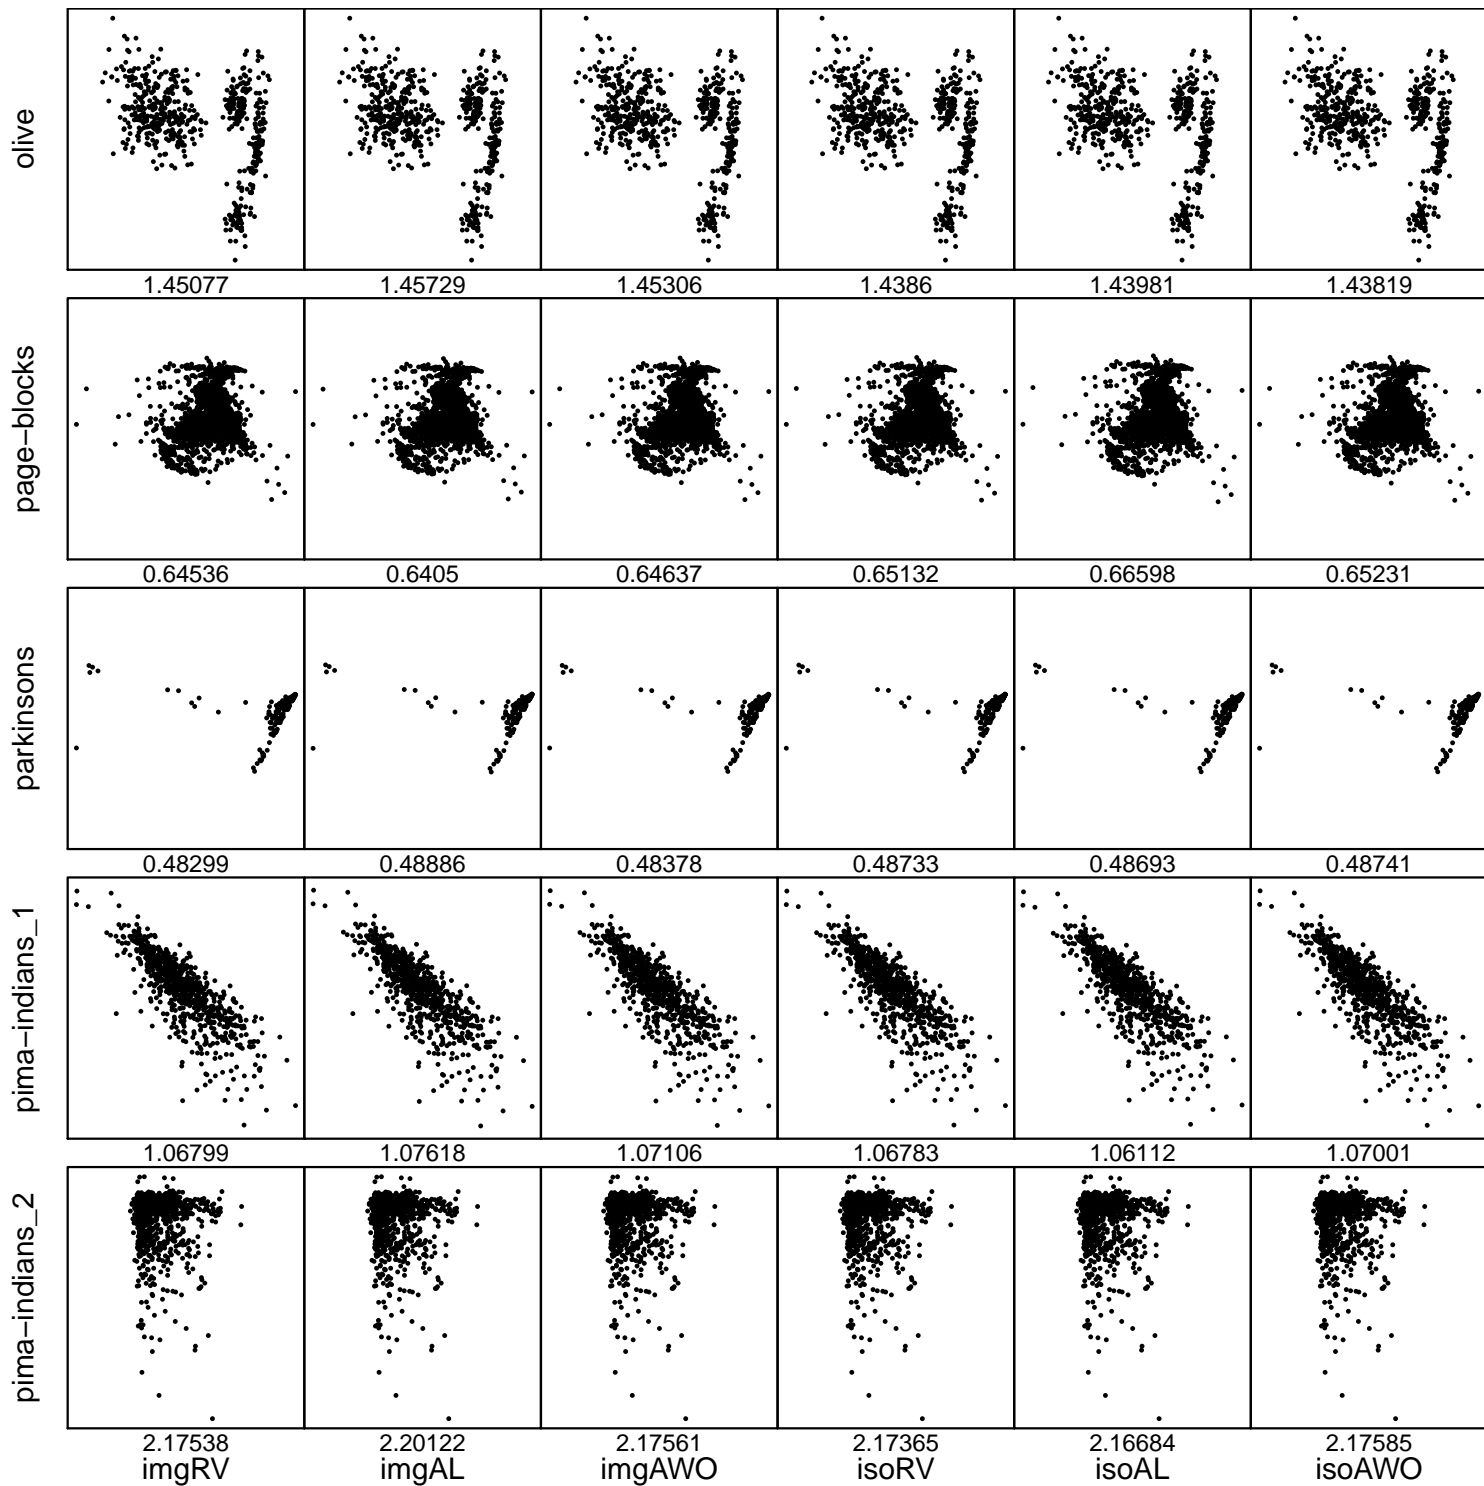 olive
1.45077 1.45729 1.45306 1.4386 1.43981 1.43819
page-blocks
0.64536 0.6405 0.64637 0.65132 0.66598 0.65231
parkinsons
0.48299 0.48886 0.48378 0.48733 0.48693 0.48741
pima-indians_1
1.06799 1.07618 1.07106 1.06783 1.06112 1.07001
pima-indians_2
2.17538 2.20122 2.17561 2.17365 2.16684 2.17585
imgRV imgAL imgAWO isoRV isoAL isoAWO